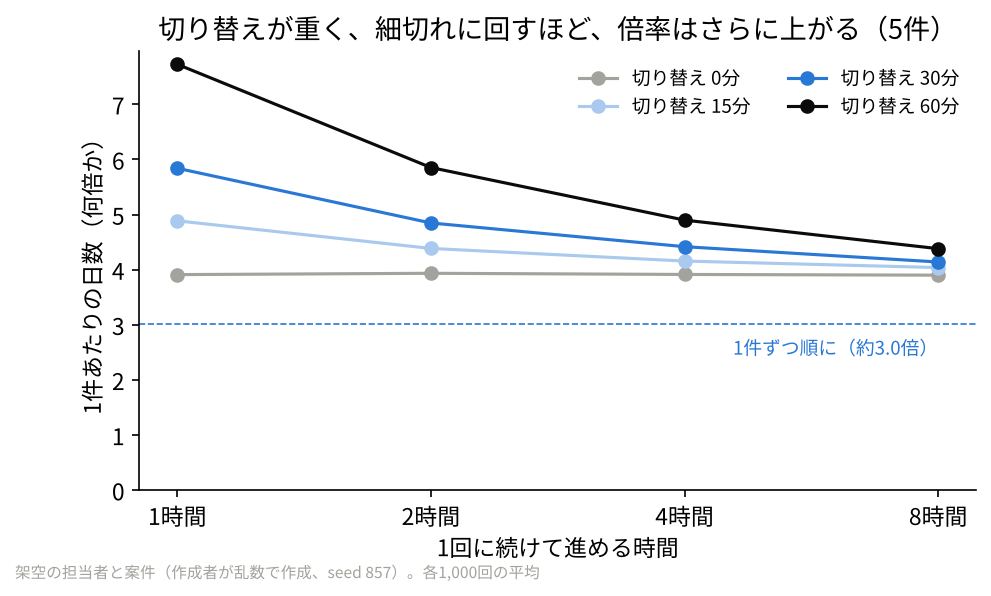 切り替えが重く、細切れに回すほど、倍率はさらに上がる（5件）
切り替え 0分
切り替え 15分
切り替え 30分
切り替え 60分
1件あたりの日数（何倍か）
7
6
5
4
3
2
1
0
1件ずつ順に（約3.0倍）
1時間
2時間
4時間
8時間
1回に続けて進める時間
架空の担当者と案件（作成者が乱数で作成、seed 857）。各1,000回の平均